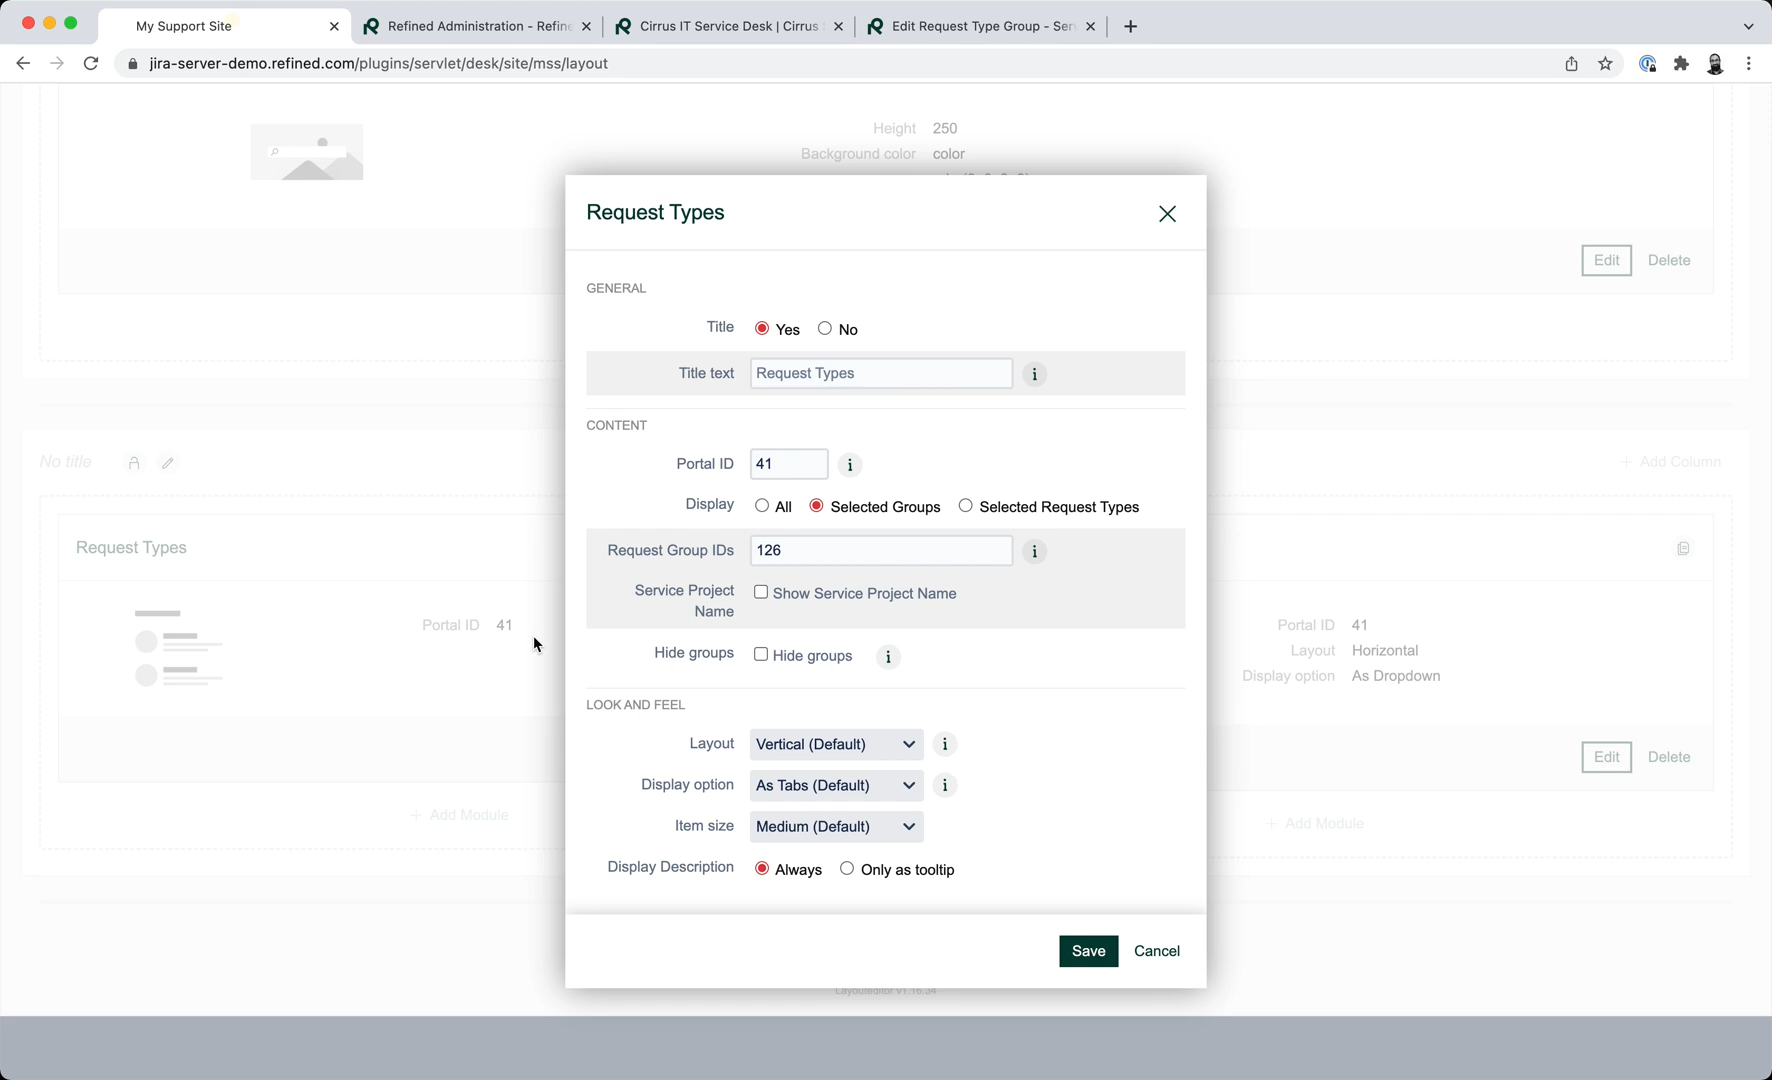 My Support Site
Refined Administration - Refine
Cirrus IT Service Desk | Cirrus
Edit Request Type Group - Ser
jira-server-demo.refined.com/plugins/servlet/desk/site/mss/layout
Height 250
Background color color
Edit Delete
No title
Add Column
Request Types
Portal ID 41
Add Module
Portal ID 41
Layout Horizontal
Display option As Dropdown
Edit Delete
Add Module
Request Types
GENERAL
Title Yes No
Title text Request Types
CONTENT
Portal ID 41
Display All Selected Groups Selected Request Types
Request Group IDs 126
Service Project
Name
Show Service Project Name
Hide groups Hide groups
LOOK AND FEEL
Layout Vertical (Default)
Display option As Tabs (Default)
Item size Medium (Default)
Display Description Always Only as tooltip
Save Cancel
Layouteditor v1.16.34